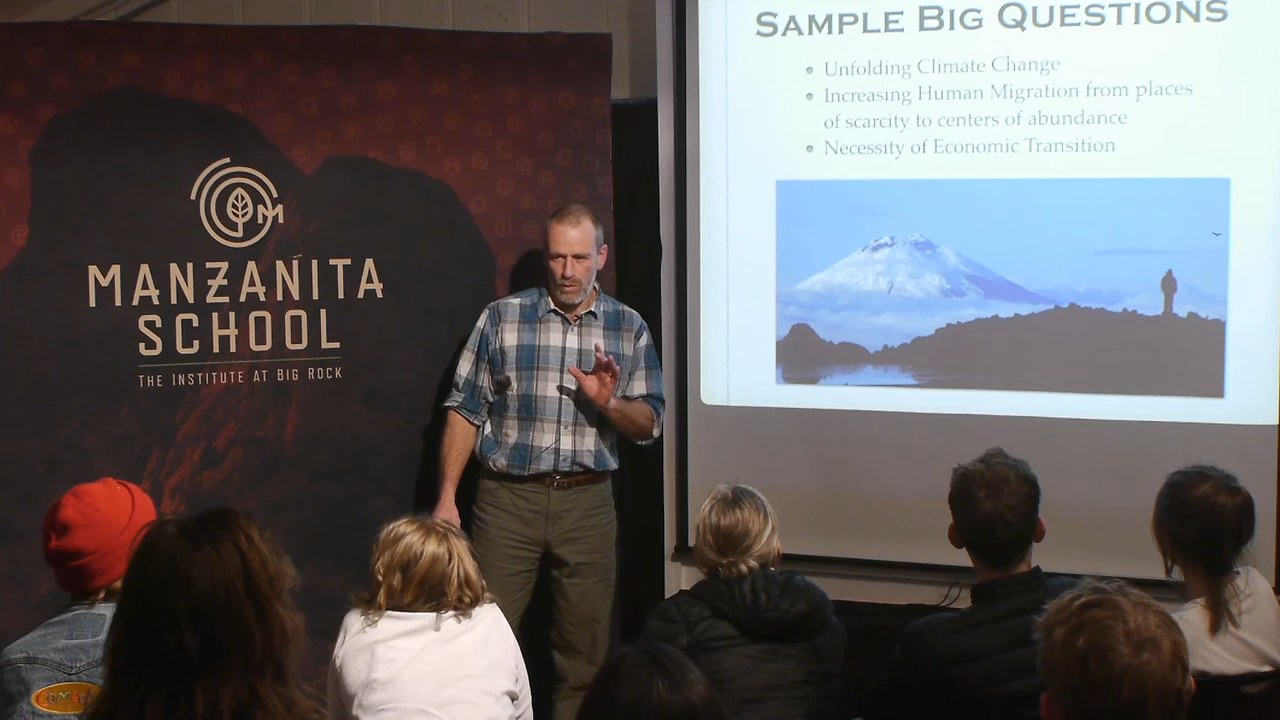 SAMPLE BIG QUESTIONS
Unfolding Climate Change
Increasing Human Migration from places
of scarcity to centers of abundance
Necessity of Economic Transition
M
MANZANITA
SCHOOL
THE INSTITUTE AT BIG ROCK